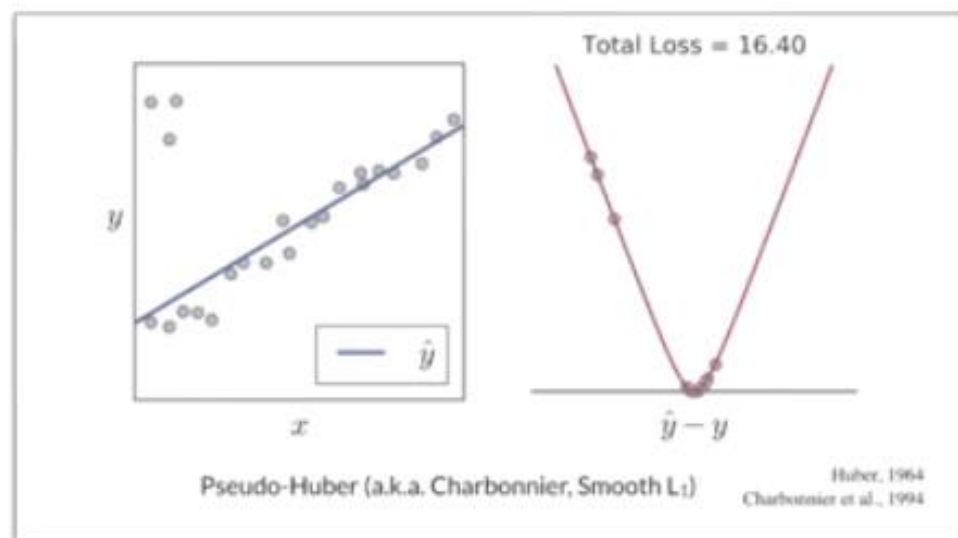 Total Loss = 16.40
y
ŷ
x
ŷ − y
Pseudo-Huber (a.k.a. Charbonnier, Smooth L₁)
Huber, 1964
Charbonnier et al., 1994